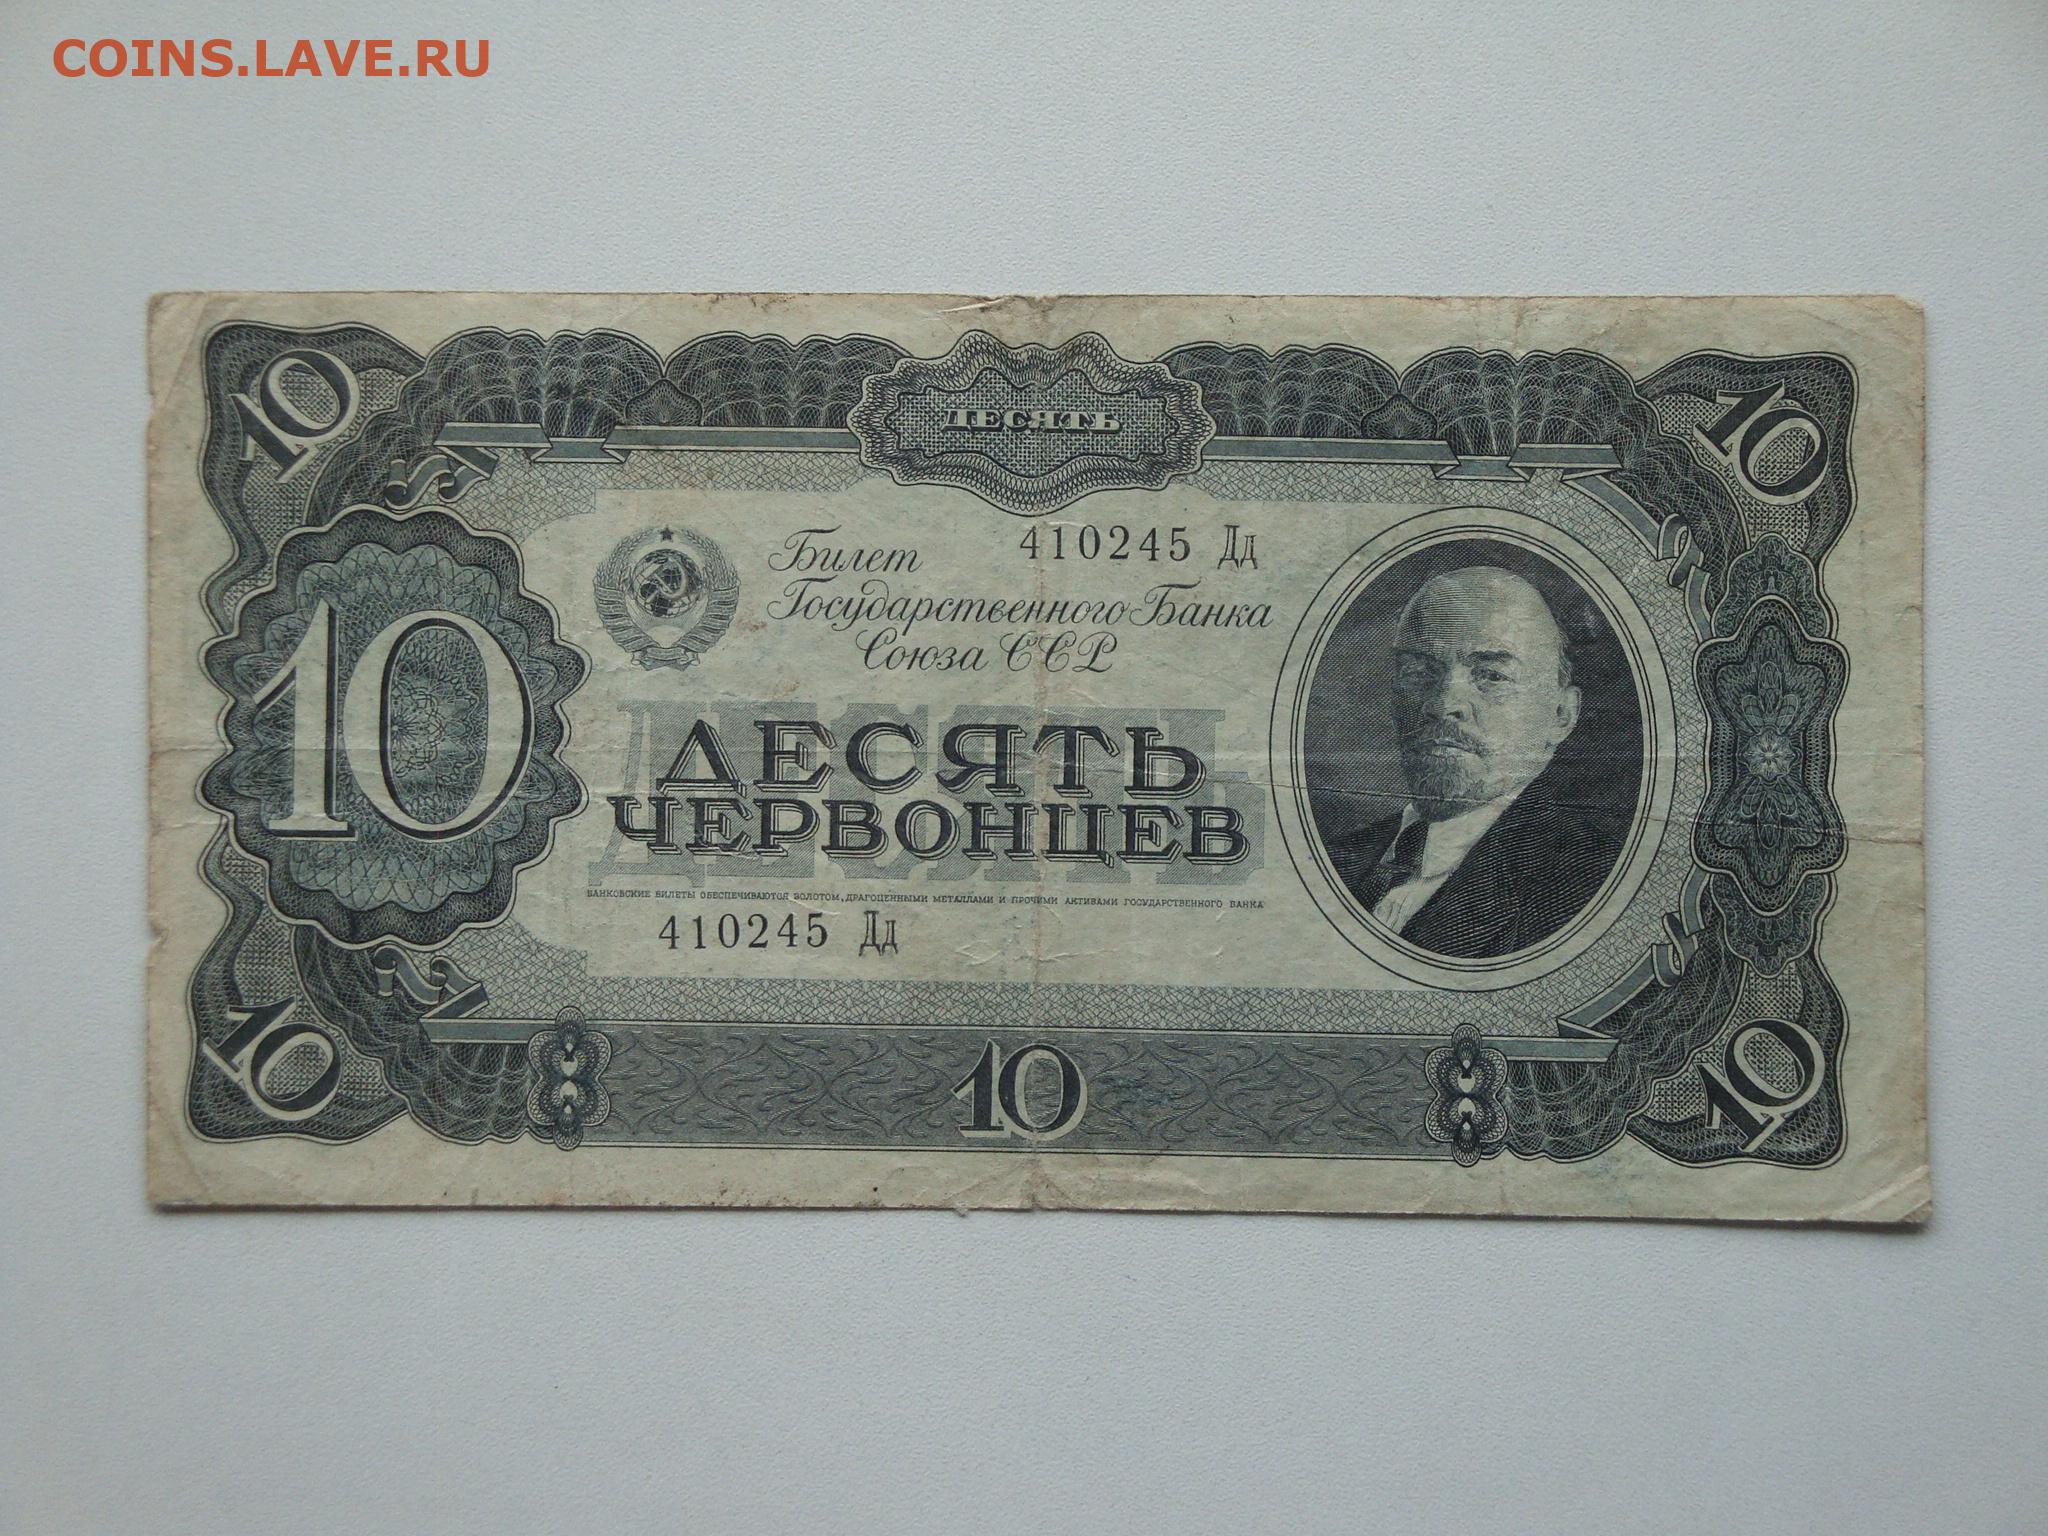 COINS.LAVE.RU
10
ДЕСЯТЬ
10
Билет
410245 Дд
Государственного Банка
Союза ССР
10
ДЕСЯТЬ
ДЕСЯТЬ
ЧЕРВОНЦЕВ
БАНКОВСКИЕ БИЛЕТЫ ОБЕСПЕЧИВАЮТСЯ ЗОЛОТОМ, ДРАГОЦЕННЫМИ МЕТАЛЛАМИ И ПРОЧИМИ АКТИВАМИ ГОСУДАРСТВЕННОГО БАНКА
410245 Дд
10
10
10